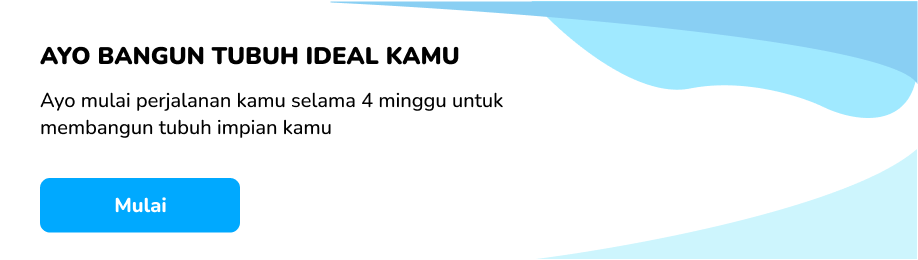 AYO BANGUN TUBUH IDEAL KAMU
Ayo mulai perjalanan kamu selama 4 minggu untuk
membangun tubuh impian kamu
Mulai